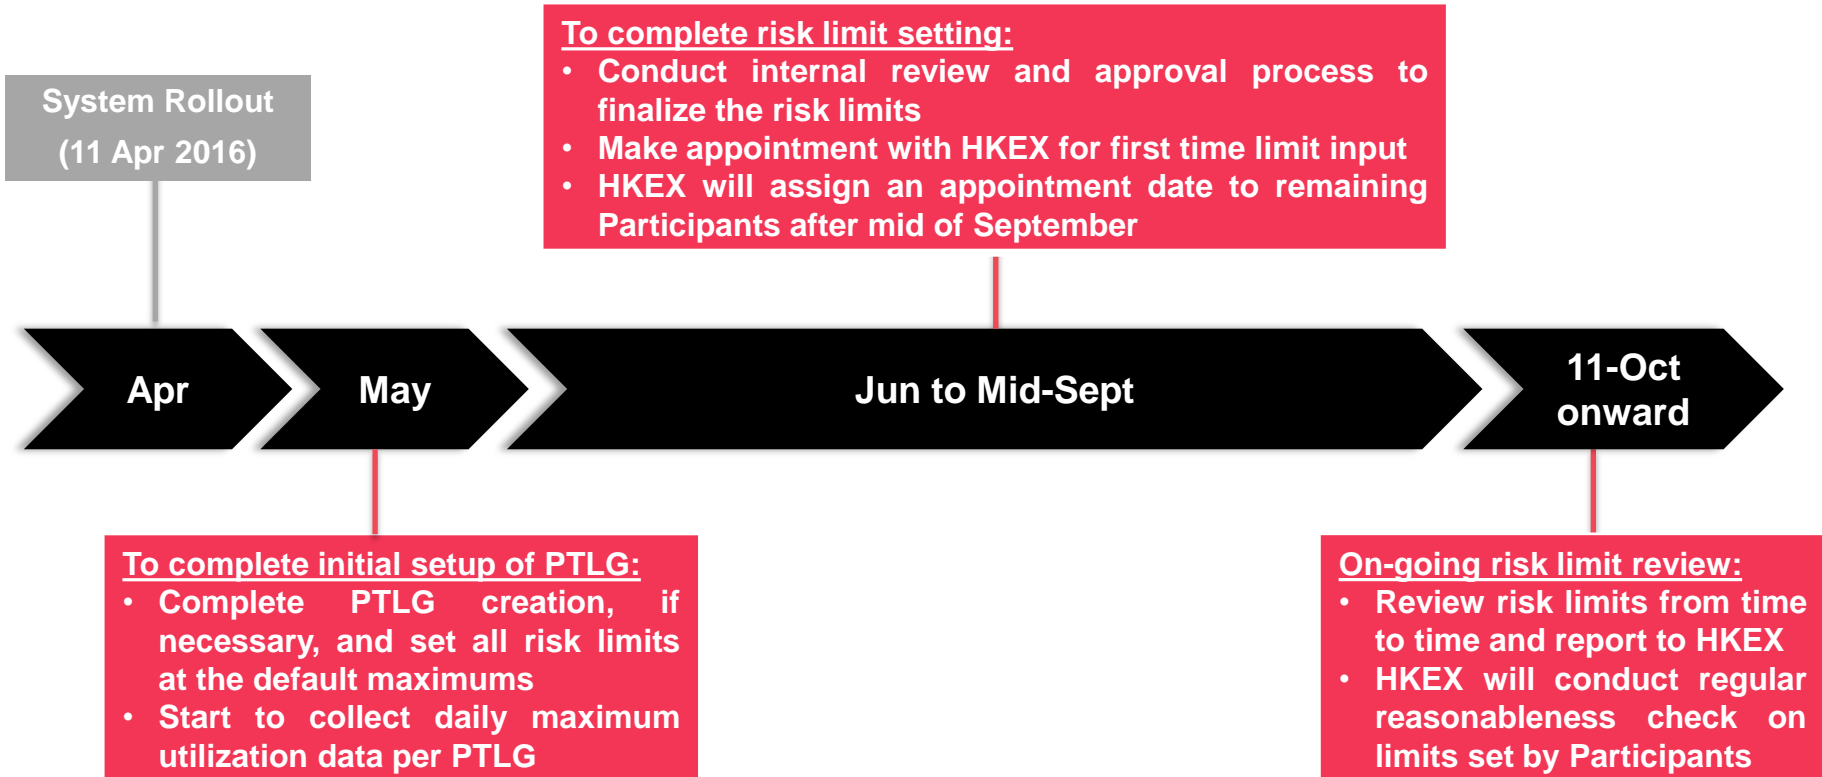 To complete risk limit setting:
• Conduct internal review and approval process to
finalize the risk limits
• Make appointment with HKEX for first time limit input
• HKEX will assign an appointment date to remaining
Participants after mid of September
System Rollout
(11 Apr 2016)
Apr
May
Jun to Mid-Sept
11-Oct
onward
To complete initial setup of PTLG:
• Complete PTLG creation, if
necessary, and set all risk limits
at the default maximums
• Start to collect daily maximum
utilization data per PTLG
On-going risk limit review:
• Review risk limits from time
to time and report to HKEX
• HKEX will conduct regular
reasonableness check on
limits set by Participants